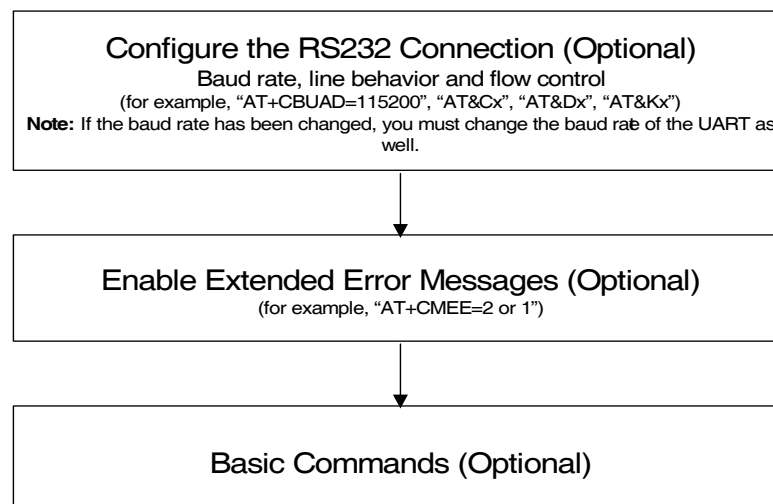 Configure the RS232 Connection (Optional)
Baud rate, line behavior and flow control
(for example, “AT+CBUAD=115200”, “AT&Cx”, “AT&Dx”, “AT&Kx”)
Note: If the baud rate has been changed, you must change the baud rate of the UART as
well.
Enable Extended Error Messages (Optional)
(for example, “AT+CMEE=2 or 1”)
Basic Commands (Optional)